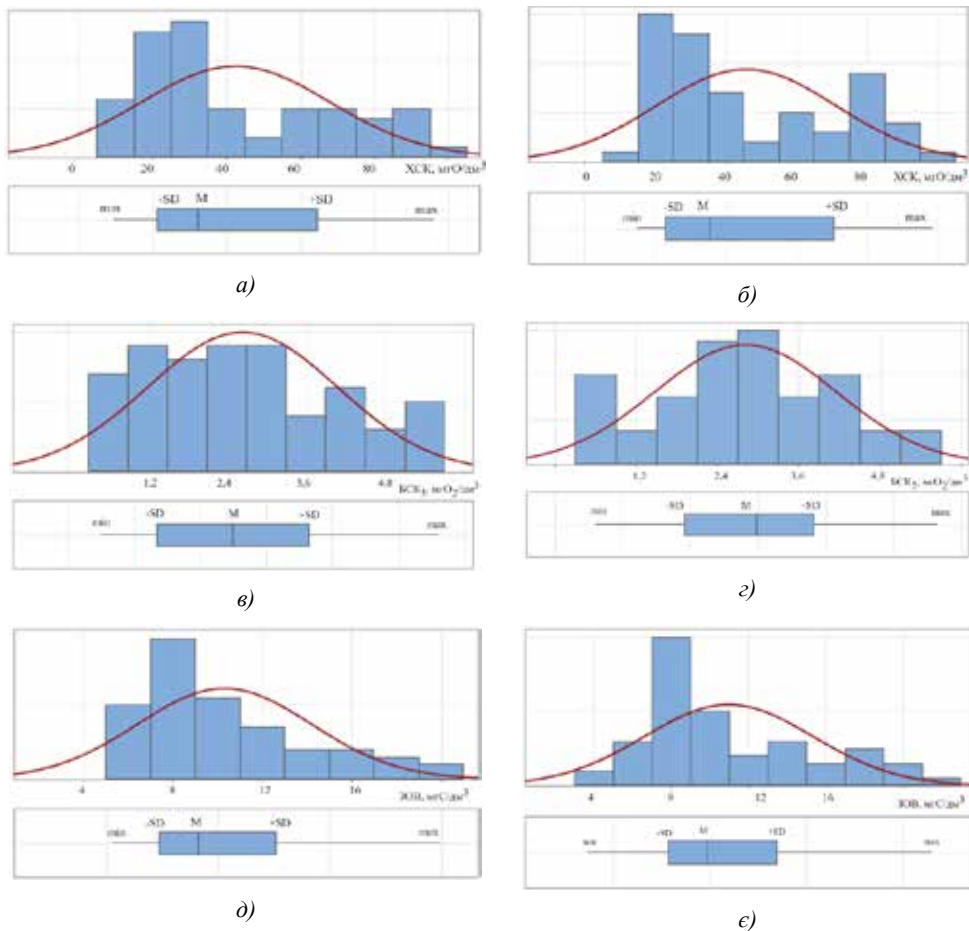 0 20 40 60 80 ХСК, мгО/дм³
min -SD M +SD max
а)
0 20 40 60 80 ХСК, мгО/дм³
min -SD M +SD max
б)
1,2 2,4 3,6 4,8 БСК₅, мгО₂/дм³
min -SD M -SD max
в)
1,2 2,4 3,6 4,8 БСК₅, мгО₂/дм³
min -SD M -SD max
г)
4 8 12 16 ЗОВ, мгС/дм³
min -SD M +SD max
д)
4 8 12 16 ЗОВ, мгС/дм³
-SD M +SD
є)